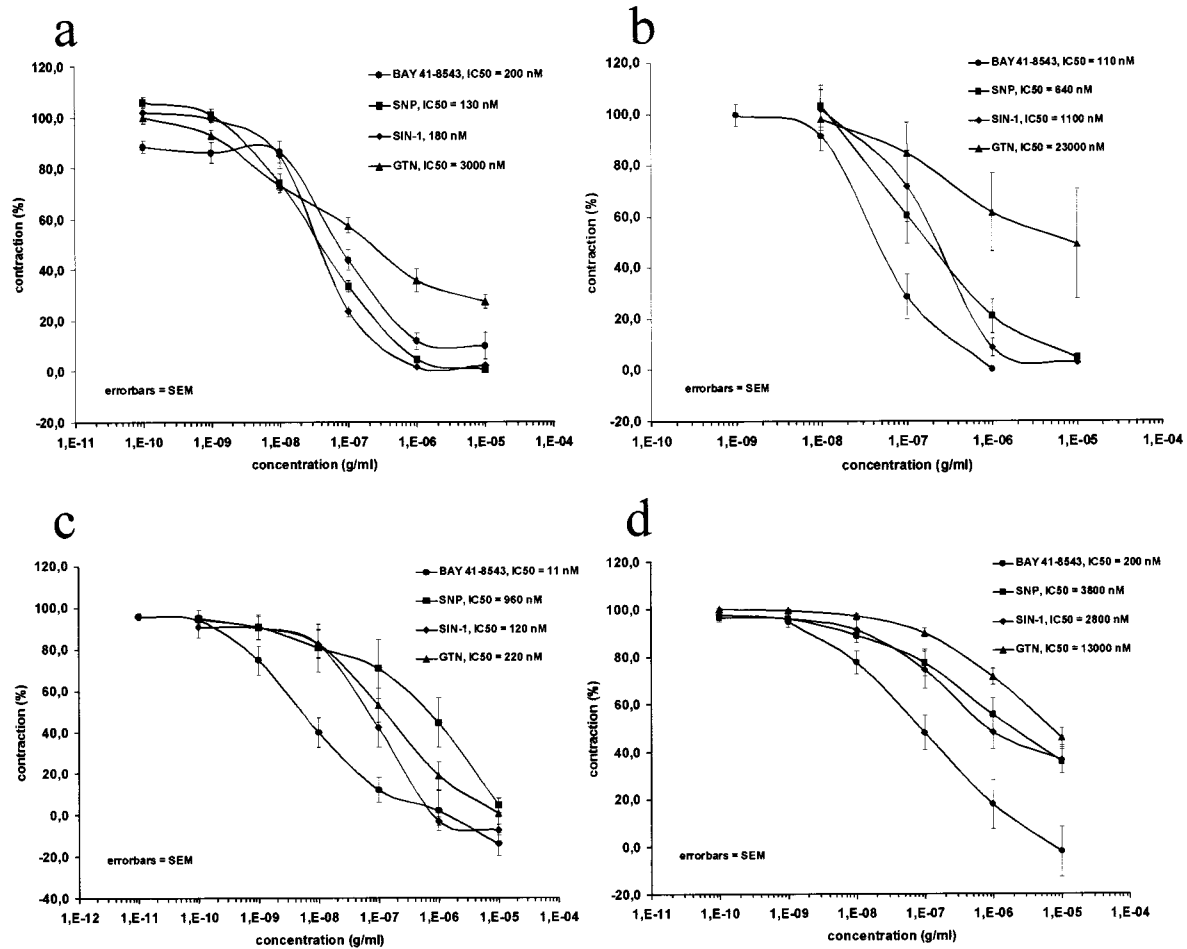 a
120,0
100,0
80,0
60,0
40,0
20,0
0,0
-20,0
contraction (%)
BAY 41-8543, IC50 = 200 nM
SNP, IC50 = 130 nM
SIN-1, 180 nM
GTN, IC50 = 3000 nM
errorbars = SEM
1,E-11 1,E-10 1,E-09 1,E-08 1,E-07 1,E-06 1,E-05 1,E-04
concentration (g/ml)
b
120,0
100,0
80,0
60,0
40,0
20,0
0,0
-20,0
contraction (%)
BAY 41-8543, IC50 = 110 nM
SNP, IC50 = 640 nM
SIN-1, IC50 = 1100 nM
GTN, IC50 = 23000 nM
errorbars = SEM
1,E-10 1,E-09 1,E-08 1,E-07 1,E-06 1,E-05 1,E-04
concentration (g/ml)
c
120,0
100,0
80,0
60,0
40,0
20,0
0,0
-20,0
-40,0
contraction (%)
BAY 41-8543, IC50 = 11 nM
SNP, IC50 = 960 nM
SIN-1, IC50 = 120 nM
GTN, IC50 = 220 nM
errorbars = SEM
1,E-12 1,E-11 1,E-10 1,E-09 1,E-08 1,E-07 1,E-06 1,E-05 1,E-04
concentration (g/ml)
d
120,0
100,0
80,0
60,0
40,0
20,0
0,0
-20,0
contraction (%)
BAY 41-8543, IC50 = 200 nM
SNP, IC50 = 3800 nM
SIN-1, IC50 = 2800 nM
GTN, IC50 = 13000 nM
errorbars = SEM
1,E-11 1,E-10 1,E-09 1,E-08 1,E-07 1,E-06 1,E-05 1,E-04
concentration (g/ml)